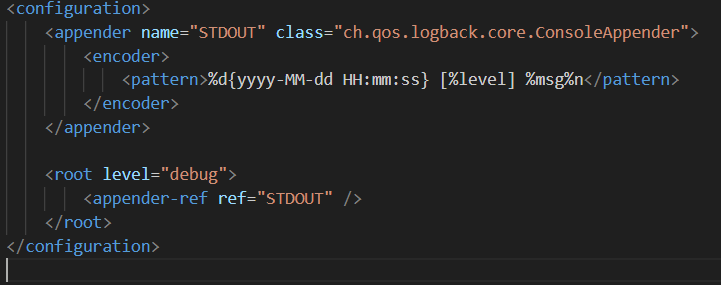 <configuration>
<appender name="STDOUT" class="ch.qos.logback.core.ConsoleAppender">
<encoder>
<pattern>%d{yyyy-MM-dd HH:mm:ss} [%level] %msg%n</pattern>
</encoder>
</appender>
<root level="debug">
<appender-ref ref="STDOUT" />
</root>
</configuration>